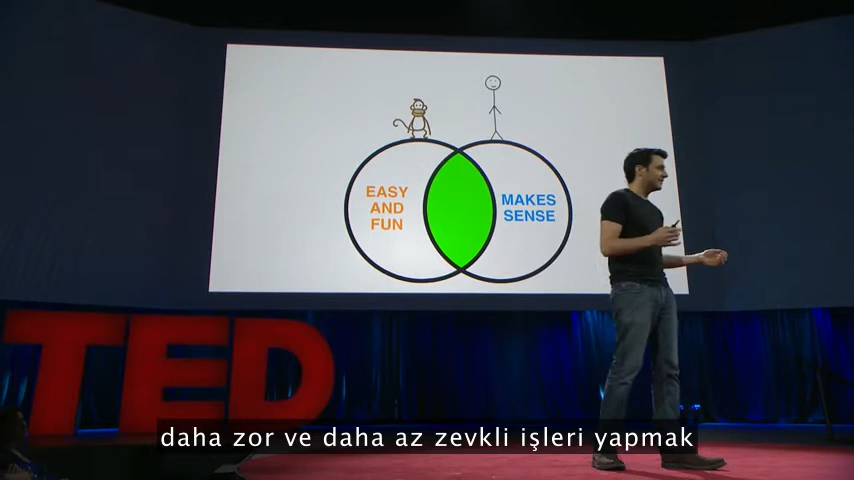 EASY
AND
FUN
MAKES
SENSE
TED
daha zor ve daha az zevkli işleri yapmak